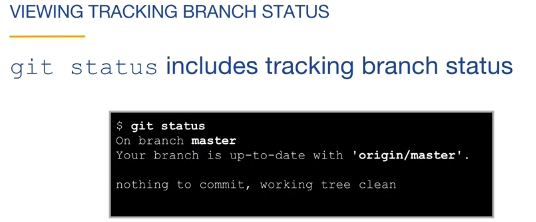 VIEWING TRACKING BRANCH STATUS
git status includes tracking branch status
$ git status
On branch master
Your branch is up-to-date with 'origin/master'.
nothing to commit, working tree clean